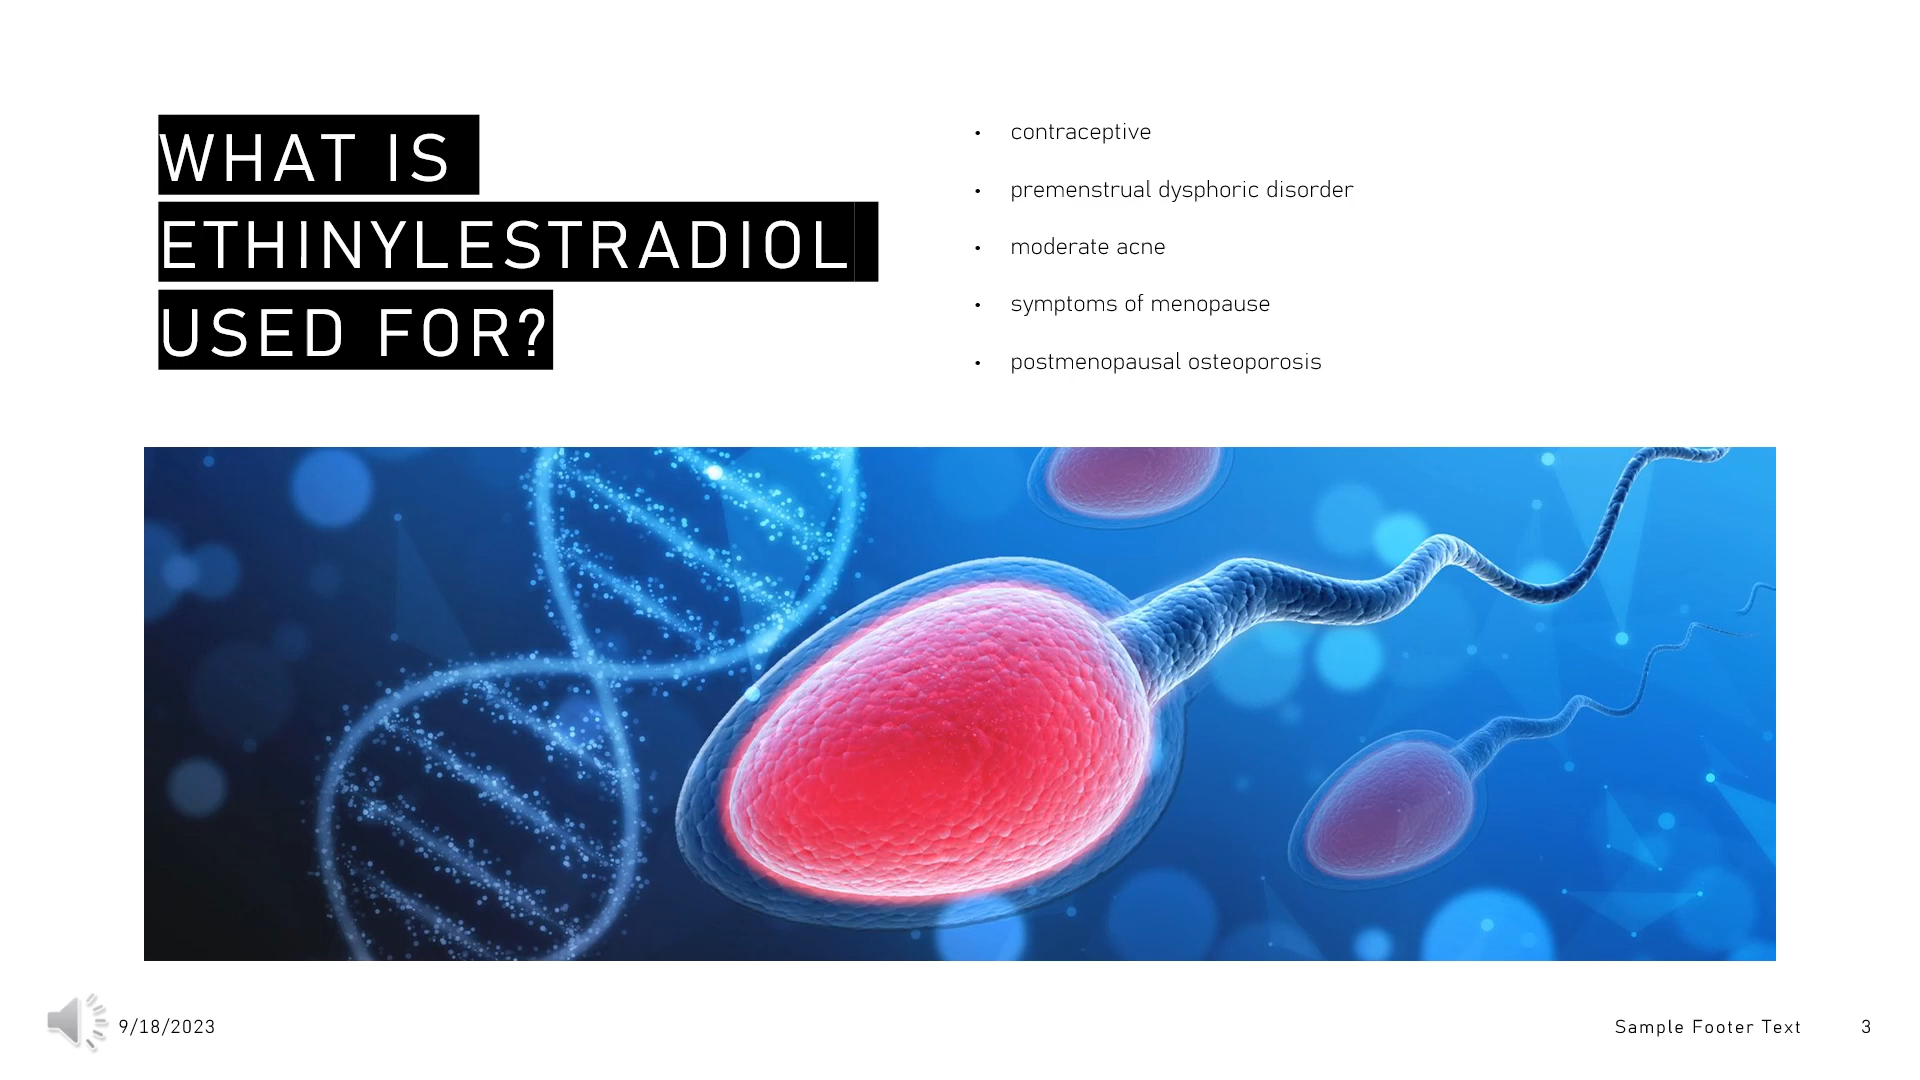 WHAT IS
ETHINYLESTRADIOL
USED FOR?
• contraceptive
• premenstrual dysphoric disorder
• moderate acne
• symptoms of menopause
• postmenopausal osteoporosis
9/18/2023
Sample Footer Text
3